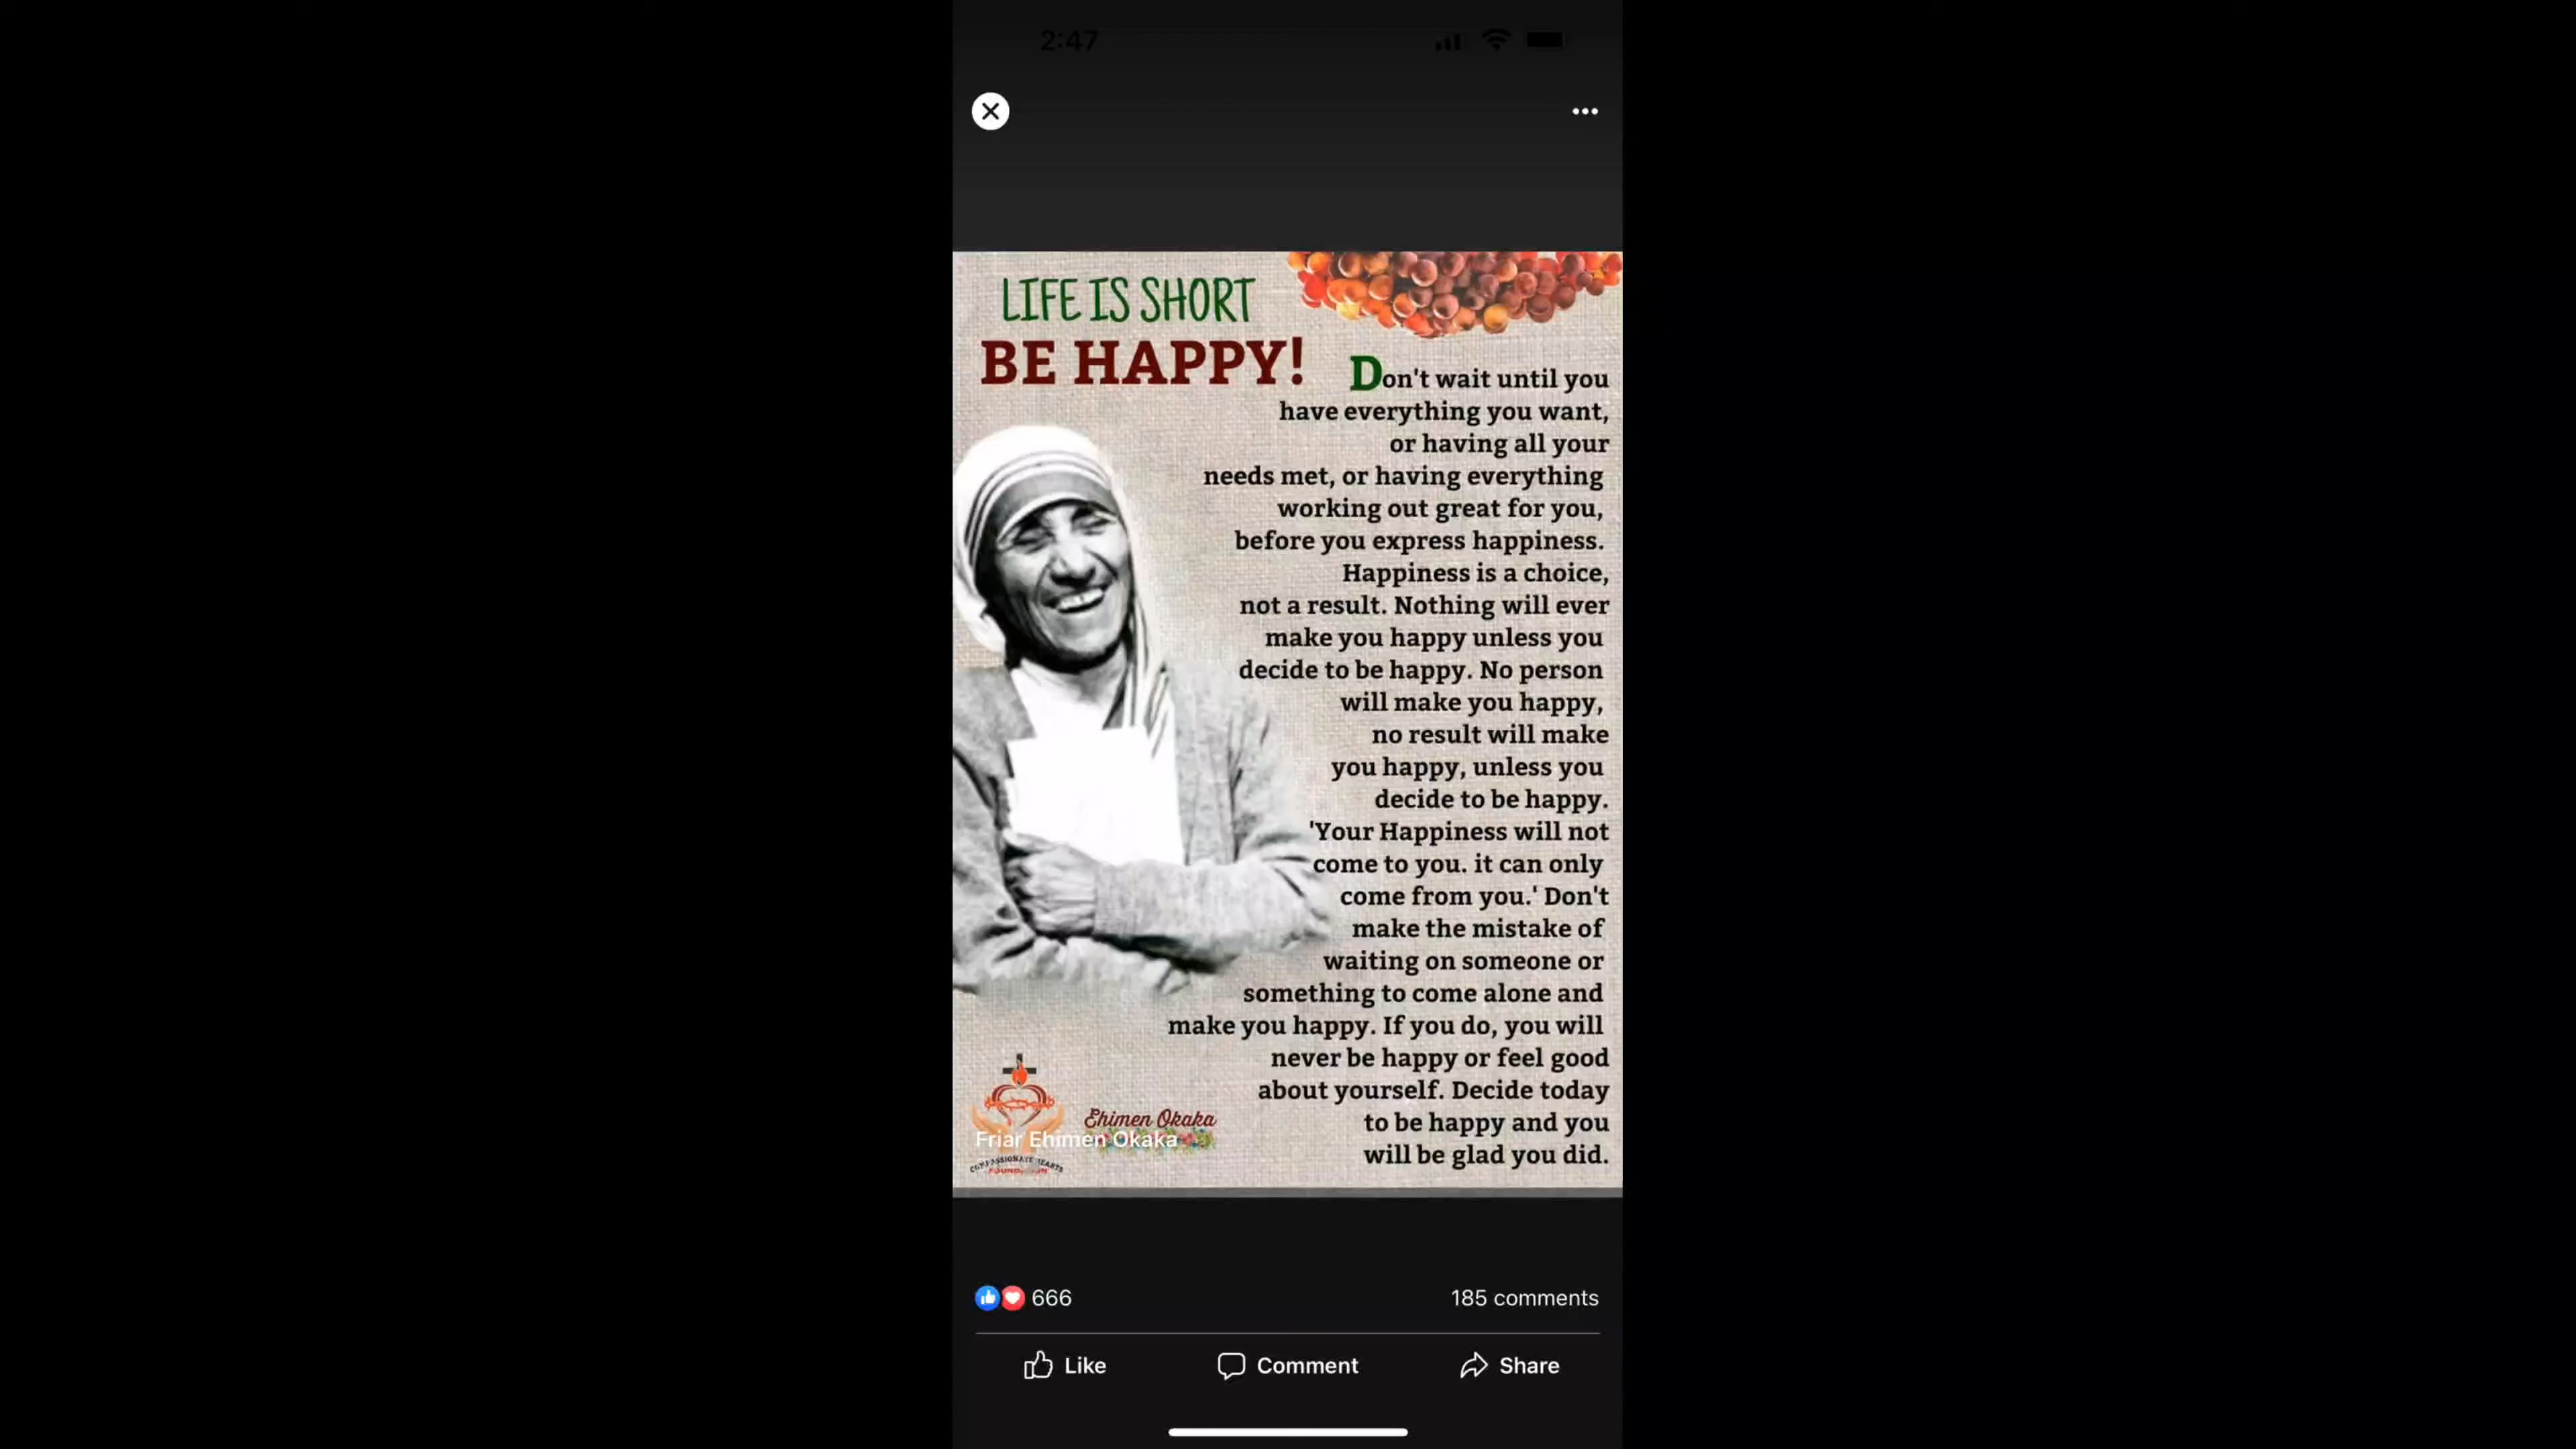 2:47
LIFE IS SHORT
BE HAPPY!
Don't wait until you
have everything you want,
or having all your
needs met, or having everything
working out great for you,
before you express happiness.
Happiness is a choice,
not a result. Nothing will ever
make you happy unless you
decide to be happy. No person
will make you happy,
no result will make
you happy, unless you
decide to be happy.
'Your Happiness will not
come to you. it can only
come from you.' Don't
make the mistake of
waiting on someone or
something to come alone and
make you happy. If you do, you will
never be happy or feel good
about yourself. Decide today
to be happy and you
will be glad you did.
Ehimen Okaka
Friar Ehimen Okaka
COMPASSIONATE HEARTS
FOUNDATION
666
185 comments
Like
Comment
Share